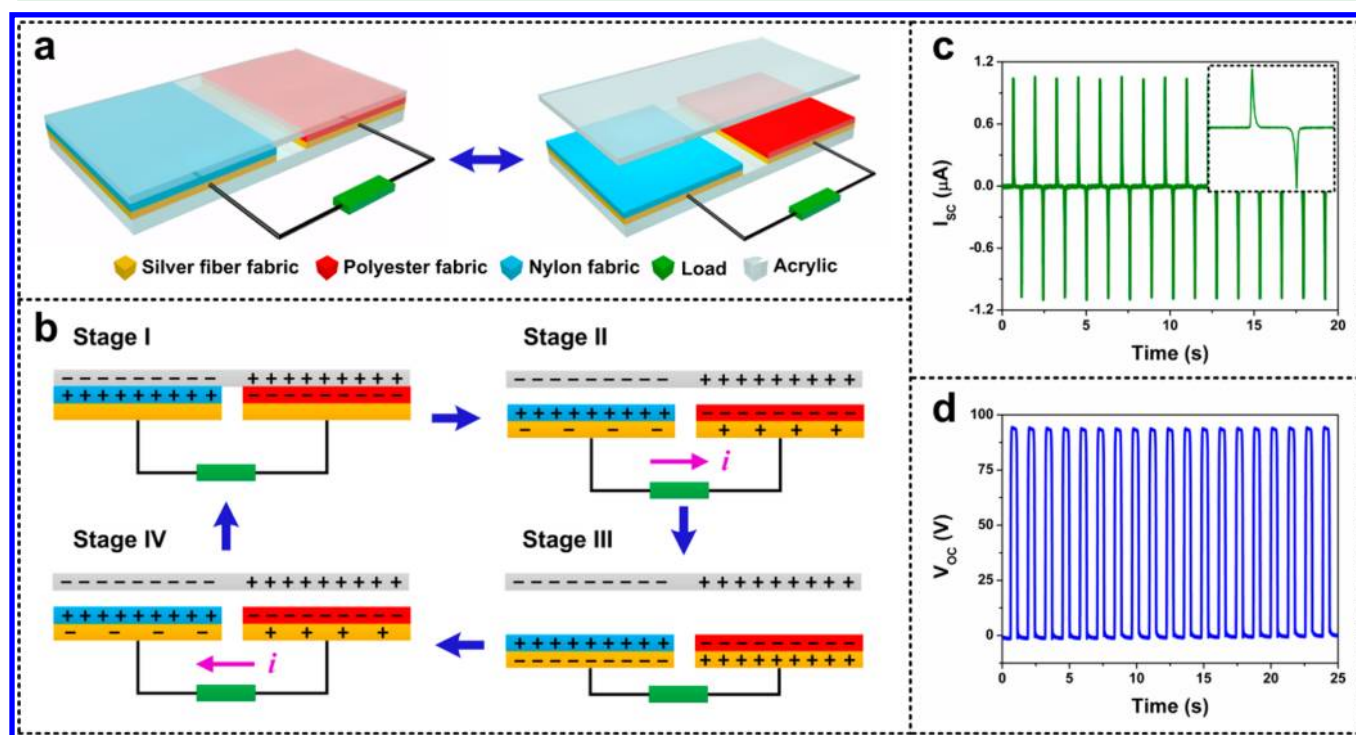 a
Silver fiber fabric Polyester fabric Nylon fabric Load Acrylic
b
Stage I
− − − − − − − − − + + + + + + + + +
+ + + + + + + + + − − − − − − − − −
Stage II
− − − − − − − − − + + + + + + + + +
+ + + + + + + + + − − − − − − − − −
− − − − + + + +
i
Stage IV
− − − − − − − − − + + + + + + + + +
+ + + + + + + + + − − − − − − − − −
− − − − + + + +
i
Stage III
− − − − − − − − − + + + + + + + + +
+ + + + + + + + + − − − − − − − − −
− − − − − − − − − + + + + + + + + +
c
I_SC (μA)
1.2
0.6
0.0
-0.6
-1.2
0 5 10 15 20
Time (s)
d
V_OC (V)
100
75
50
25
0
0 5 10 15 20 25
Time (s)